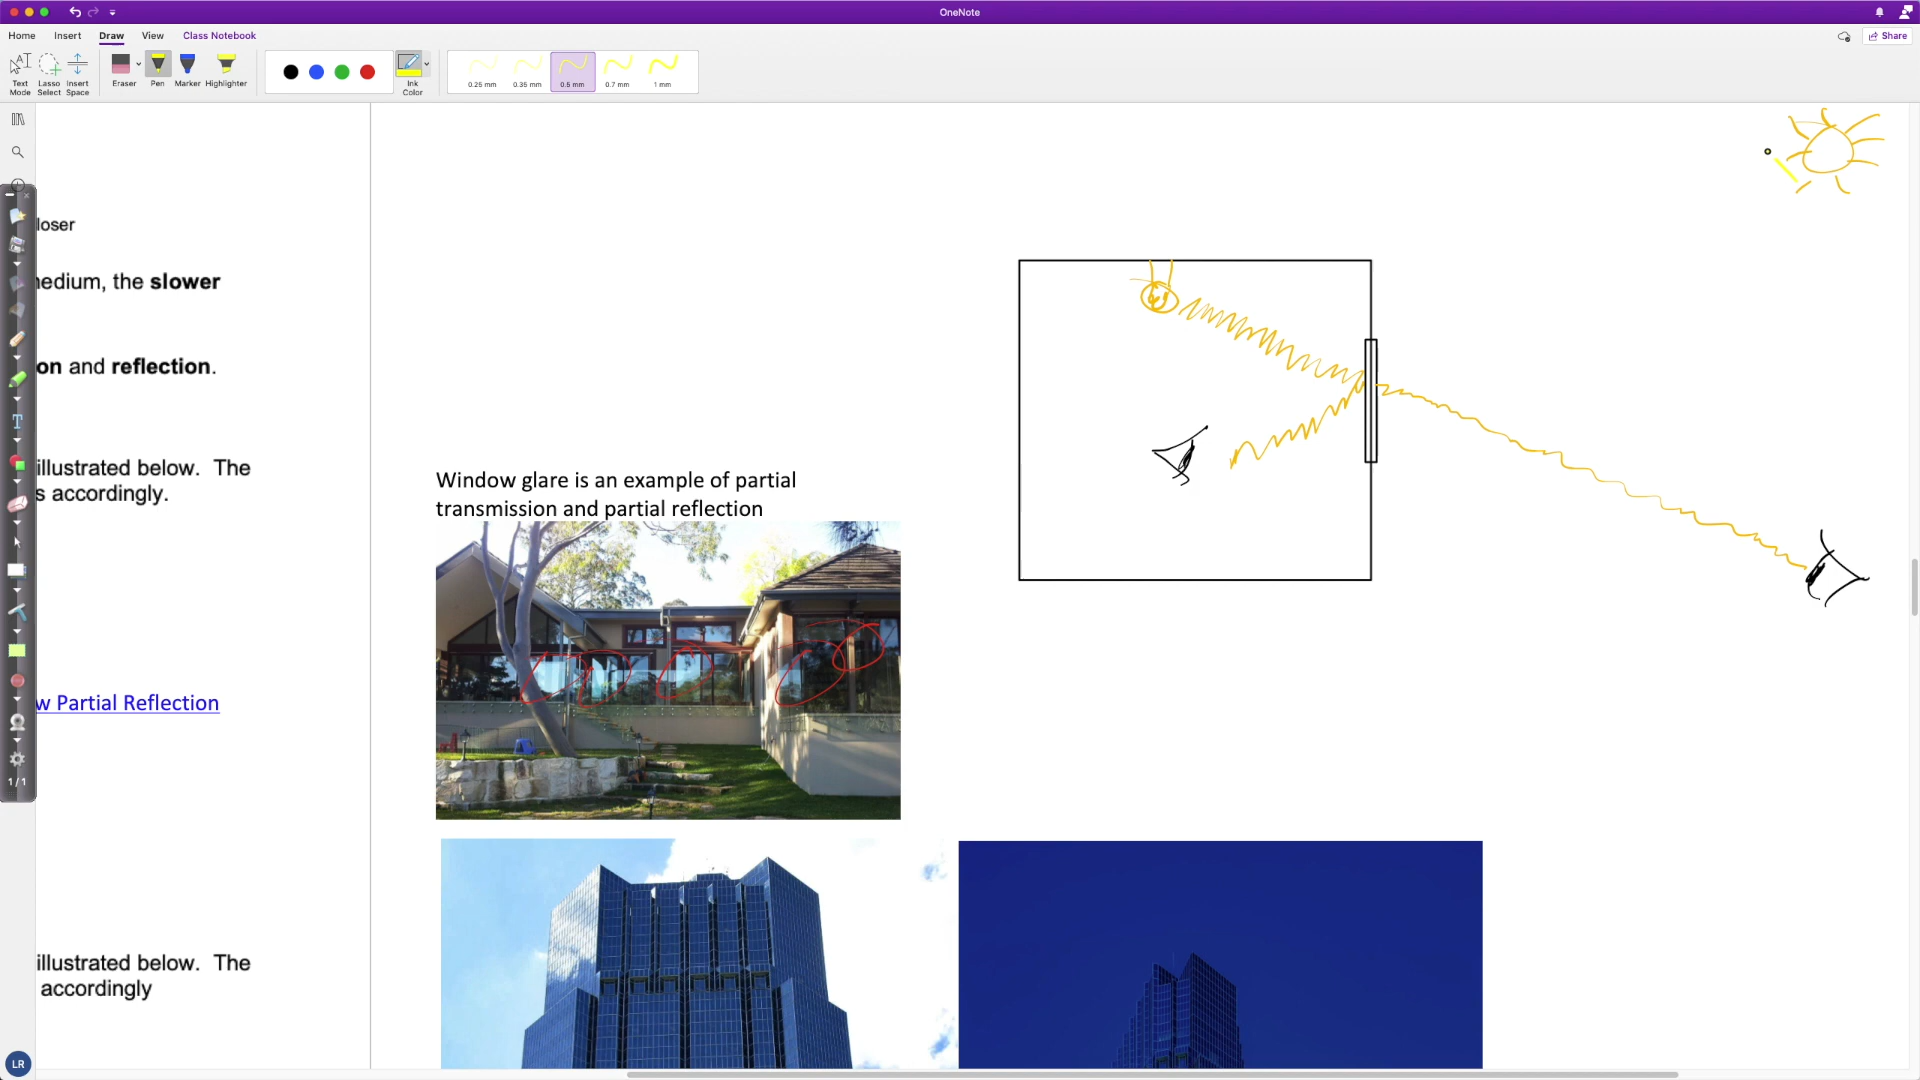 OneNote
Home Insert Draw View Class Notebook
Share
Text Mode
Lasso Select
Insert Space
Eraser
Pen
Marker
Highlighter
Ink Color
0.25 mm
0.35 mm
0.5 mm
0.7 mm
1 mm
loser
nedium, the slower
on and reflection.
illustrated below. The
s accordingly.
w Partial Reflection
illustrated below. The
accordingly
Window glare is an example of partial
transmission and partial reflection
T
1 / 1
LR